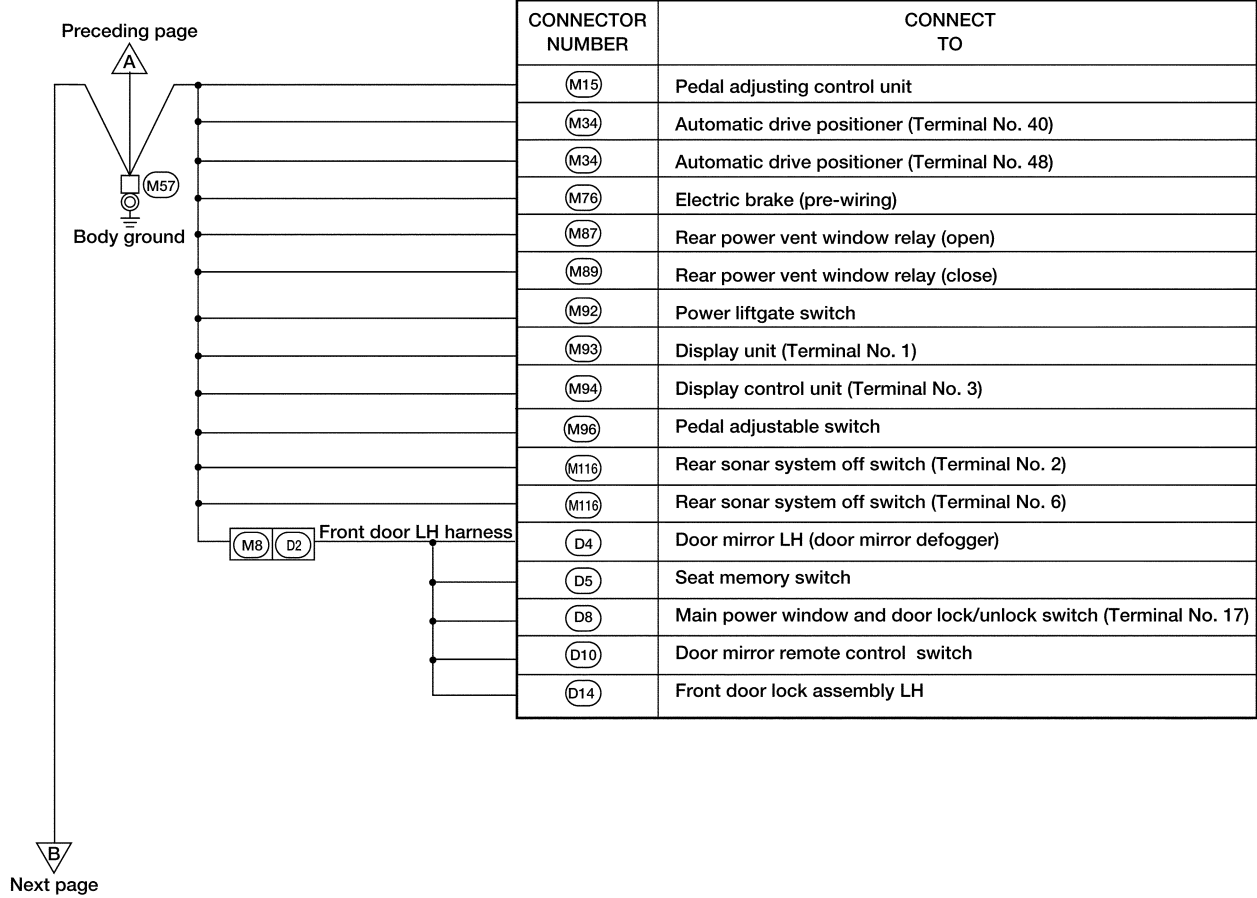 Preceding page
A
M57
Body ground
CONNECTOR NUMBER
CONNECT TO
M15 Pedal adjusting control unit
M34 Automatic drive positioner (Terminal No. 40)
M34 Automatic drive positioner (Terminal No. 48)
M76 Electric brake (pre-wiring)
M87 Rear power vent window relay (open)
M89 Rear power vent window relay (close)
M92 Power liftgate switch
M93 Display unit (Terminal No. 1)
M94 Display control unit (Terminal No. 3)
M96 Pedal adjustable switch
M116 Rear sonar system off switch (Terminal No. 2)
M116 Rear sonar system off switch (Terminal No. 6)
M8 D2 Front door LH harness
D4 Door mirror LH (door mirror defogger)
D5 Seat memory switch
D8 Main power window and door lock/unlock switch (Terminal No. 17)
D10 Door mirror remote control switch
D14 Front door lock assembly LH
B
Next page